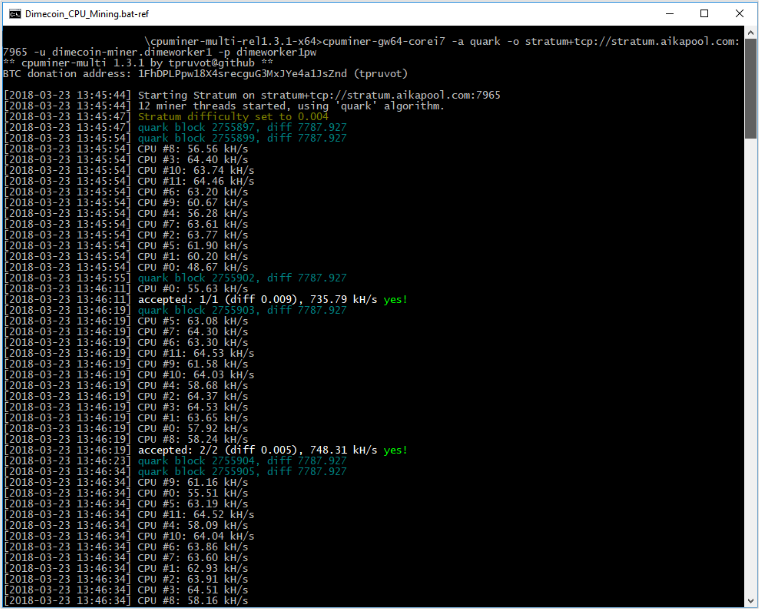 Dimecoin_CPU_Mining.bat-ref
\cpuminer-multi-rel1.3.1-x64>cpuminer-gw64-corei7 -a quark -o stratum+tcp://stratum.aikapool.com:
7965 -u dimecoin-miner.dimeworker1 -p dimeworker1pw
** cpuminer-multi 1.3.1 by tpruvot@github **
BTC donation address: 1FhDPLPpw18X4srecguG3MxJYe4a1JsZnd (tpruvot)
[2018-03-23 13:45:44] Starting Stratum on stratum+tcp://stratum.aikapool.com:7965
[2018-03-23 13:45:44] 12 miner threads started, using 'quark' algorithm.
[2018-03-23 13:45:47] Stratum difficulty set to 0.004
[2018-03-23 13:45:47] quark block 2755897, diff 7787.927
[2018-03-23 13:45:54] quark block 2755899, diff 7787.927
[2018-03-23 13:45:54] CPU #8: 56.56 kH/s
[2018-03-23 13:45:54] CPU #3: 64.40 kH/s
[2018-03-23 13:45:54] CPU #10: 63.74 kH/s
[2018-03-23 13:45:54] CPU #11: 64.46 kH/s
[2018-03-23 13:45:54] CPU #6: 63.20 kH/s
[2018-03-23 13:45:54] CPU #9: 60.67 kH/s
[2018-03-23 13:45:54] CPU #4: 56.28 kH/s
[2018-03-23 13:45:54] CPU #7: 63.61 kH/s
[2018-03-23 13:45:54] CPU #2: 63.77 kH/s
[2018-03-23 13:45:54] CPU #5: 61.90 kH/s
[2018-03-23 13:45:54] CPU #1: 60.20 kH/s
[2018-03-23 13:45:54] CPU #0: 48.67 kH/s
[2018-03-23 13:45:55] quark block 2755902, diff 7787.927
[2018-03-23 13:46:11] CPU #0: 55.63 kH/s
[2018-03-23 13:46:11] accepted: 1/1 (diff 0.009), 735.79 kH/s yes!
[2018-03-23 13:46:19] quark block 2755903, diff 7787.927
[2018-03-23 13:46:19] CPU #5: 63.08 kH/s
[2018-03-23 13:46:19] CPU #7: 64.30 kH/s
[2018-03-23 13:46:19] CPU #6: 63.30 kH/s
[2018-03-23 13:46:19] CPU #11: 64.53 kH/s
[2018-03-23 13:46:19] CPU #9: 61.58 kH/s
[2018-03-23 13:46:19] CPU #10: 64.03 kH/s
[2018-03-23 13:46:19] CPU #4: 58.68 kH/s
[2018-03-23 13:46:19] CPU #2: 64.37 kH/s
[2018-03-23 13:46:19] CPU #3: 64.53 kH/s
[2018-03-23 13:46:19] CPU #1: 63.65 kH/s
[2018-03-23 13:46:19] CPU #0: 57.92 kH/s
[2018-03-23 13:46:19] CPU #8: 58.24 kH/s
[2018-03-23 13:46:19] accepted: 2/2 (diff 0.005), 748.31 kH/s yes!
[2018-03-23 13:46:23] quark block 2755904, diff 7787.927
[2018-03-23 13:46:34] quark block 2755905, diff 7787.927
[2018-03-23 13:46:34] CPU #9: 61.16 kH/s
[2018-03-23 13:46:34] CPU #0: 55.51 kH/s
[2018-03-23 13:46:34] CPU #5: 63.19 kH/s
[2018-03-23 13:46:34] CPU #11: 64.52 kH/s
[2018-03-23 13:46:34] CPU #4: 58.09 kH/s
[2018-03-23 13:46:34] CPU #10: 64.04 kH/s
[2018-03-23 13:46:34] CPU #6: 63.86 kH/s
[2018-03-23 13:46:34] CPU #7: 63.60 kH/s
[2018-03-23 13:46:34] CPU #1: 62.93 kH/s
[2018-03-23 13:46:34] CPU #2: 63.91 kH/s
[2018-03-23 13:46:34] CPU #3: 64.51 kH/s
[2018-03-23 13:46:34] CPU #8: 58.16 kH/s